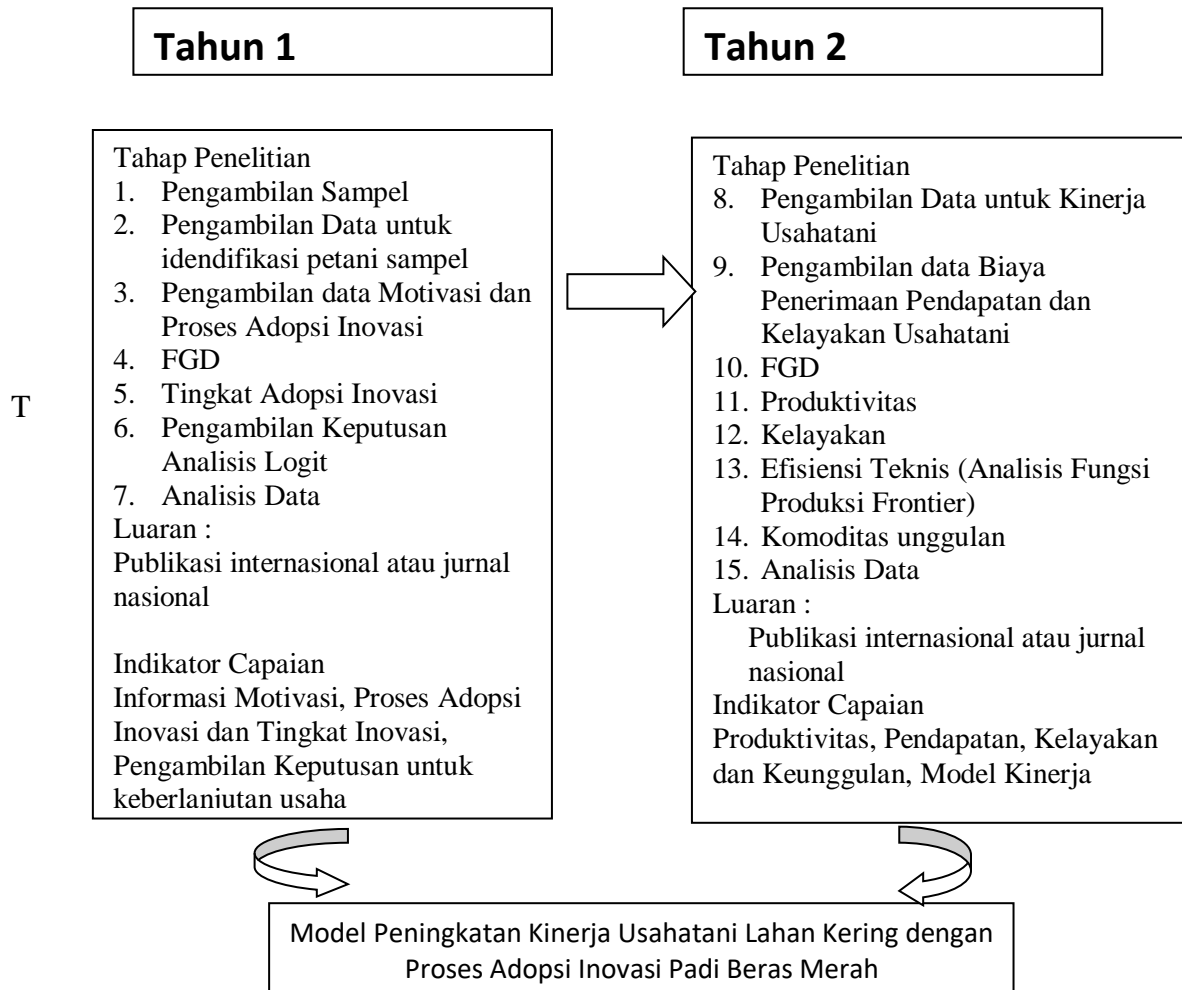 Tahun 1
Tahun 2
Tahap Penelitian
1. Pengambilan Sampel
2. Pengambilan Data untuk
idendifikasi petani sampel
3. Pengambilan data Motivasi dan
Proses Adopsi Inovasi
4. FGD
5. Tingkat Adopsi Inovasi
6. Pengambilan Keputusan
Analisis Logit
7. Analisis Data
Luaran :
Publikasi internasional atau jurnal
nasional
Indikator Capaian
Informasi Motivasi, Proses Adopsi
Inovasi dan Tingkat Inovasi,
Pengambilan Keputusan untuk
keberlanjutan usaha
T
Tahap Penelitian
8. Pengambilan Data untuk Kinerja
Usahatani
9. Pengambilan data Biaya
Penerimaan Pendapatan dan
Kelayakan Usahatani
10. FGD
11. Produktivitas
12. Kelayakan
13. Efisiensi Teknis (Analisis Fungsi
Produksi Frontier)
14. Komoditas unggulan
15. Analisis Data
Luaran :
Publikasi internasional atau jurnal
nasional
Indikator Capaian
Produktivitas, Pendapatan, Kelayakan
dan Keunggulan, Model Kinerja
Model Peningkatan Kinerja Usahatani Lahan Kering dengan
Proses Adopsi Inovasi Padi Beras Merah